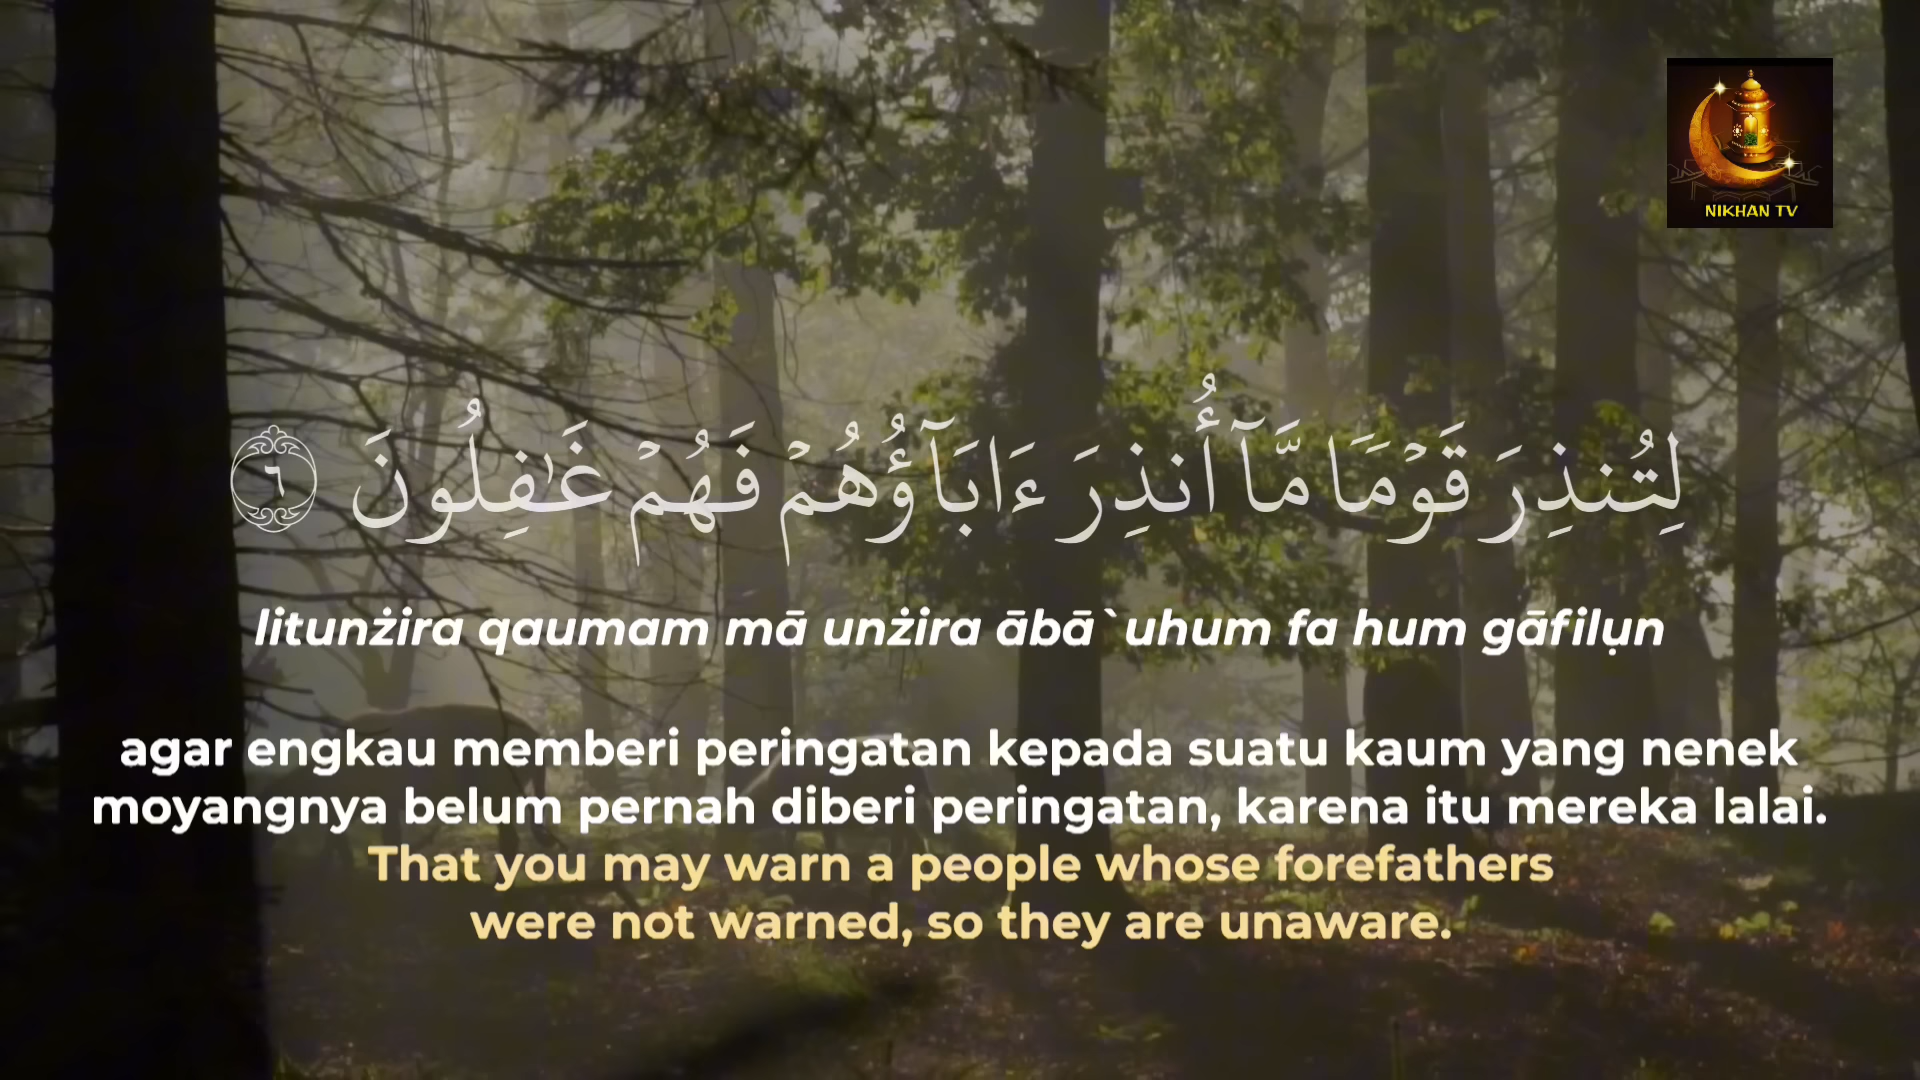 NIKHAN TV
لِتُنذِرَ قَوْمًا مَّآ أُنذِرَ ءَابَآؤُهُمْ فَهُمْ غَـٰفِلُونَ ٦
litunżira qaumam mā unżira ābā`uhum fa hum gāfilụn
agar engkau memberi peringatan kepada suatu kaum yang nenek
moyangnya belum pernah diberi peringatan, karena itu mereka lalai.
That you may warn a people whose forefathers
were not warned, so they are unaware.